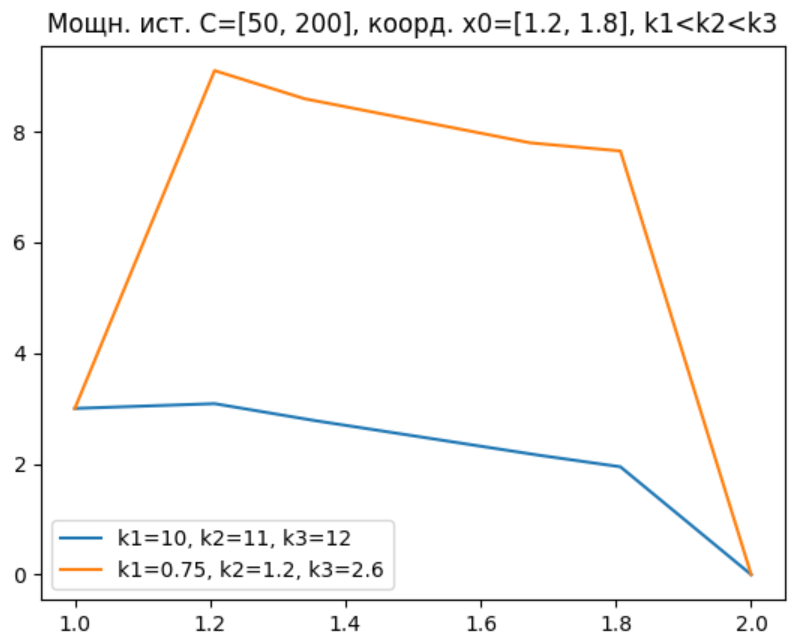 Мощн. ист. C=[50, 200], коорд. x0=[1.2, 1.8], k1<k2<k3
8
6
4
2
0
k1=10, k2=11, k3=12
k1=0.75, k2=1.2, k3=2.6
1.0 1.2 1.4 1.6 1.8 2.0